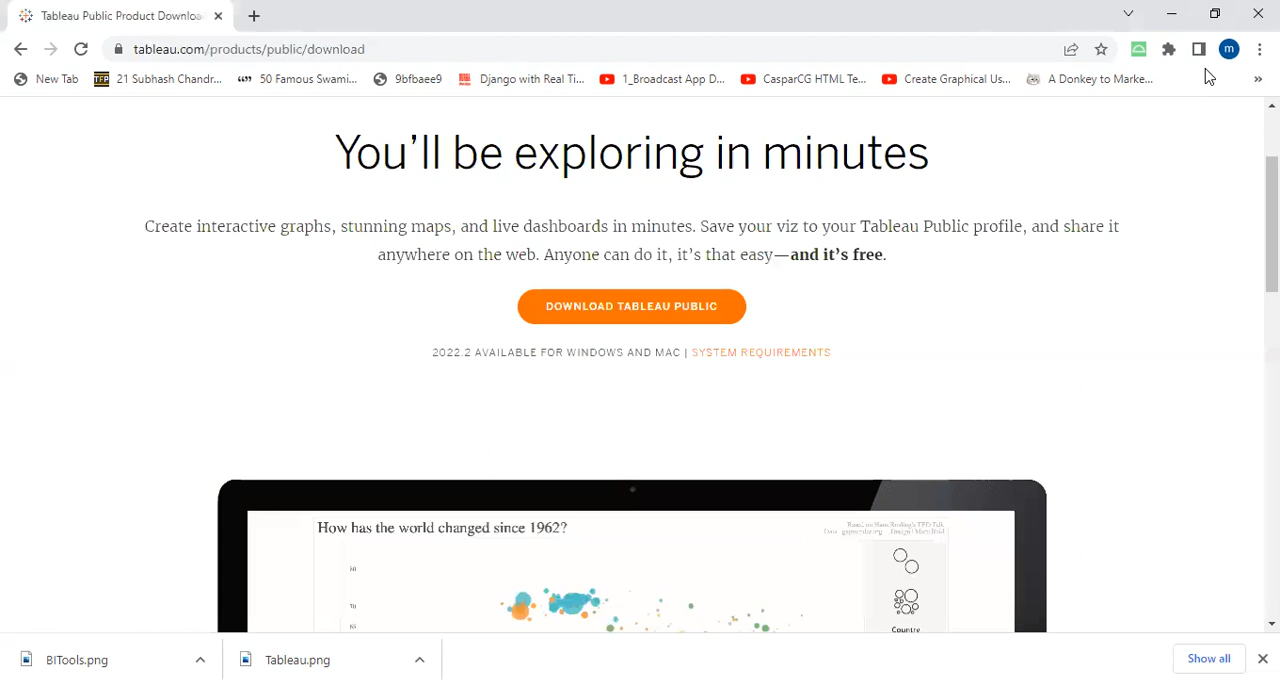 Tableau Public Product Downloa
tableau.com/products/public/download
m
New Tab
TFP
21 Subhash Chandr...
50 Famous Swami...
9bfbaee9
Django with Real Ti...
1_Broadcast App D...
CasparCG HTML Te...
Create Graphical Us...
A Donkey to Marke...
»
You'll be exploring in minutes
Create interactive graphs, stunning maps, and live dashboards in minutes. Save your viz to your Tableau Public profile, and share it
anywhere on the web. Anyone can do it, it's that easy—and it's free.
DOWNLOAD TABLEAU PUBLIC
2022.2 AVAILABLE FOR WINDOWS AND MAC | SYSTEM REQUIREMENTS
How has the world changed since 1962?
Countre
BITools.png
Tableau.png
Show all